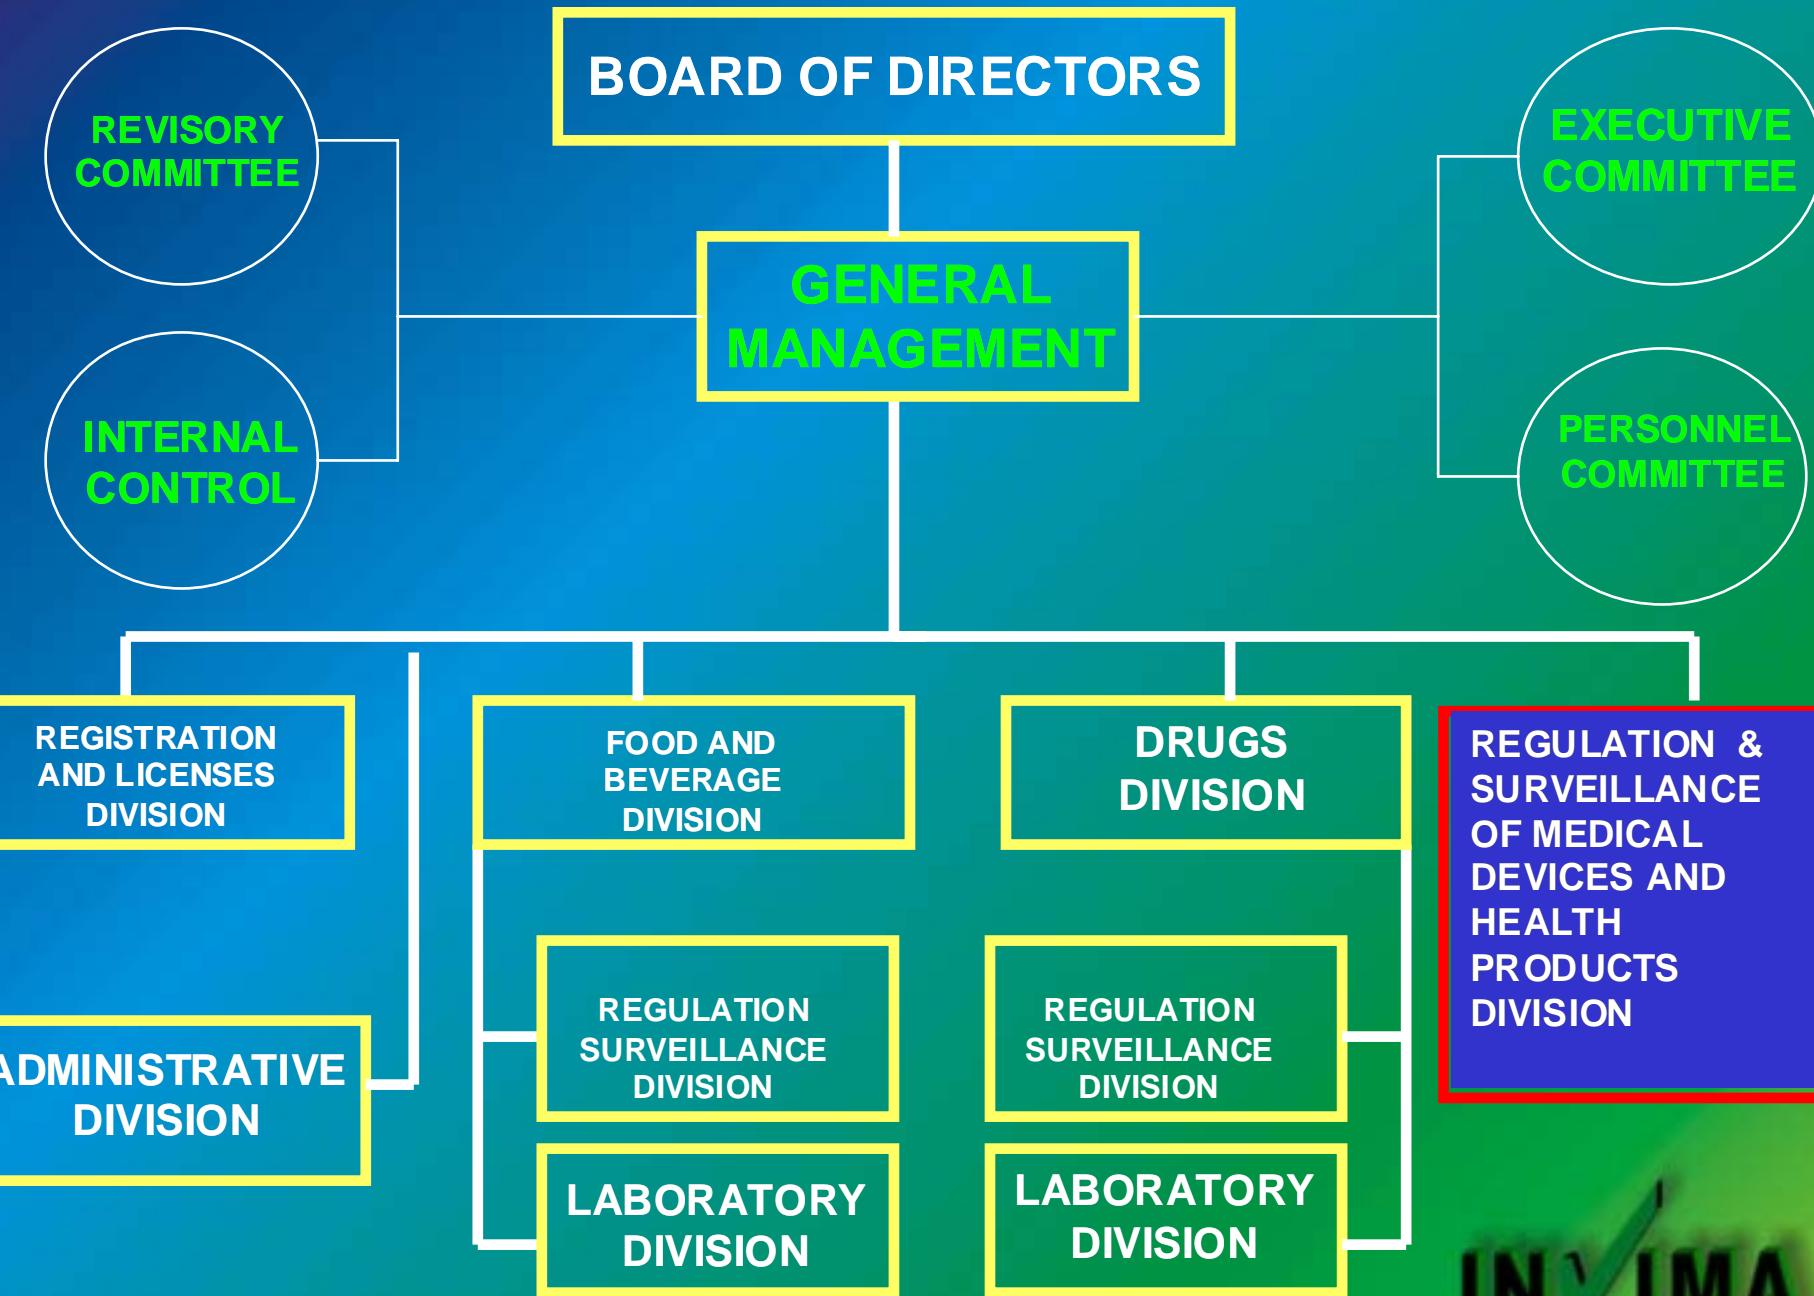 BOARD OF DIRECTORS
REVISORY
COMMITTEE
EXECUTIVE
COMMITTEE
GENERAL
MANAGEMENT
INTERNAL
CONTROL
PERSONNEL
COMMITTEE
REGISTRATION
AND LICENSES
DIVISION
FOOD AND
BEVERAGE
DIVISION
DRUGS
DIVISION
REGULATION &
SURVEILLANCE
OF MEDICAL
DEVICES AND
HEALTH
PRODUCTS
DIVISION
ADMINISTRATIVE
DIVISION
REGULATION
SURVEILLANCE
DIVISION
REGULATION
SURVEILLANCE
DIVISION
LABORATORY
DIVISION
LABORATORY
DIVISION
INVIMA